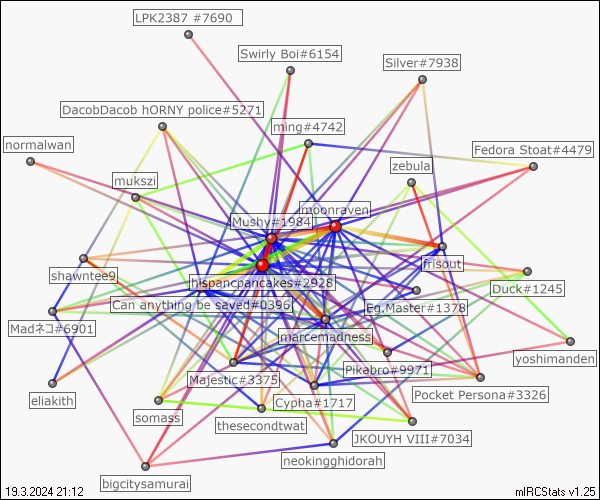 LPK2387 #7690
Swirly Boi#6154
Silver#7938
DacobDacob hORNY police#5271
ming#4742
normalwan
Fedora Stoat#4479
zebula
mukszi
moonraven
Mushy#1984
frisout
shawntee9
hispancpancakes#2928
Duck#1245
Can anything be saved#0396
Eg.Master#1378
Madネコ#6901
marcemadness
yoshimanden
Pikabro#9971
Majestic#3375
eliakith
Pocket Persona#3326
Cypha#1717
somass
thesecondtwat
JKOUYH VIII#7034
neokingghidorah
bigcitysamurai
19.3.2024 21:12
mIRCStats v1.25